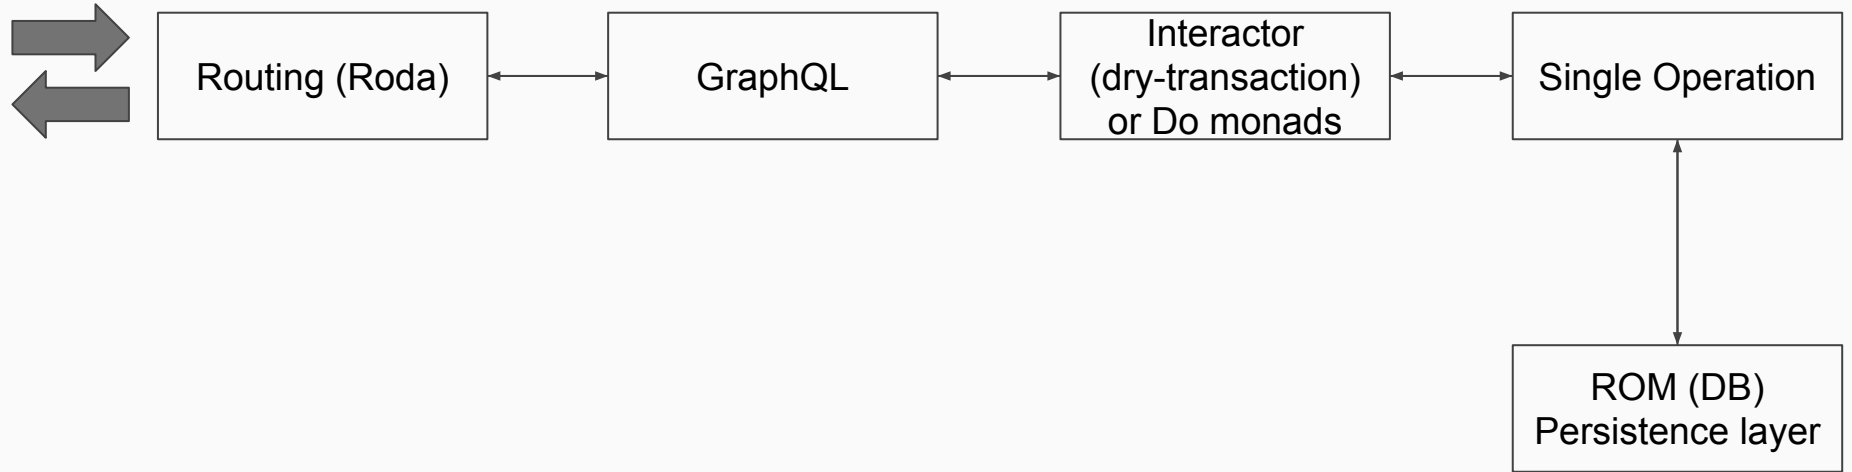 Routing (Roda)
GraphQL
Interactor
(dry-transaction)
or Do monads
Single Operation
ROM (DB)
Persistence layer